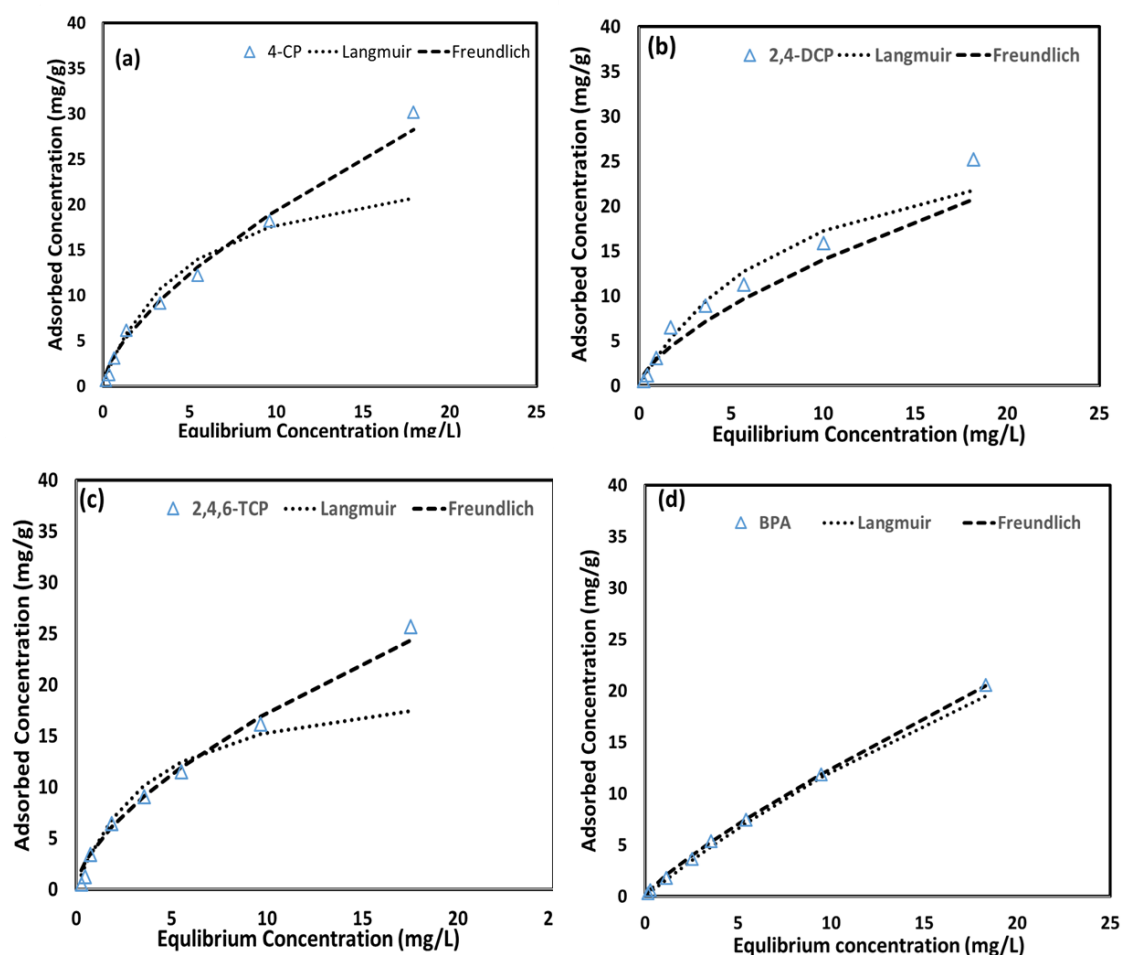 (a)
4-CP Langmuir Freundlich
Adsorbed Concentration (mg/g)
40
35
30
25
20
15
10
5
0
0 5 10 15 20 25
Equlibrium Concentration (mg/L)
(b)
2,4-DCP Langmuir Freundlich
Adsorbed Concentration (mg/g)
40
35
30
25
20
15
10
5
0
0 5 10 15 20 25
Equilibrium Concentration (mg/L)
(c)
2,4,6-TCP Langmuir Freundlich
Adsorbed Concentration (mg/g)
40
35
30
25
20
15
10
5
0
0 5 10 15 20 2
Equlibrium Concentration (mg/L)
(d)
BPA Langmuir Freundlich
Adsorbed Concentration (mg/g)
40
35
30
25
20
15
10
5
0
0 5 10 15 20 25
Equlibrium concentration (mg/L)